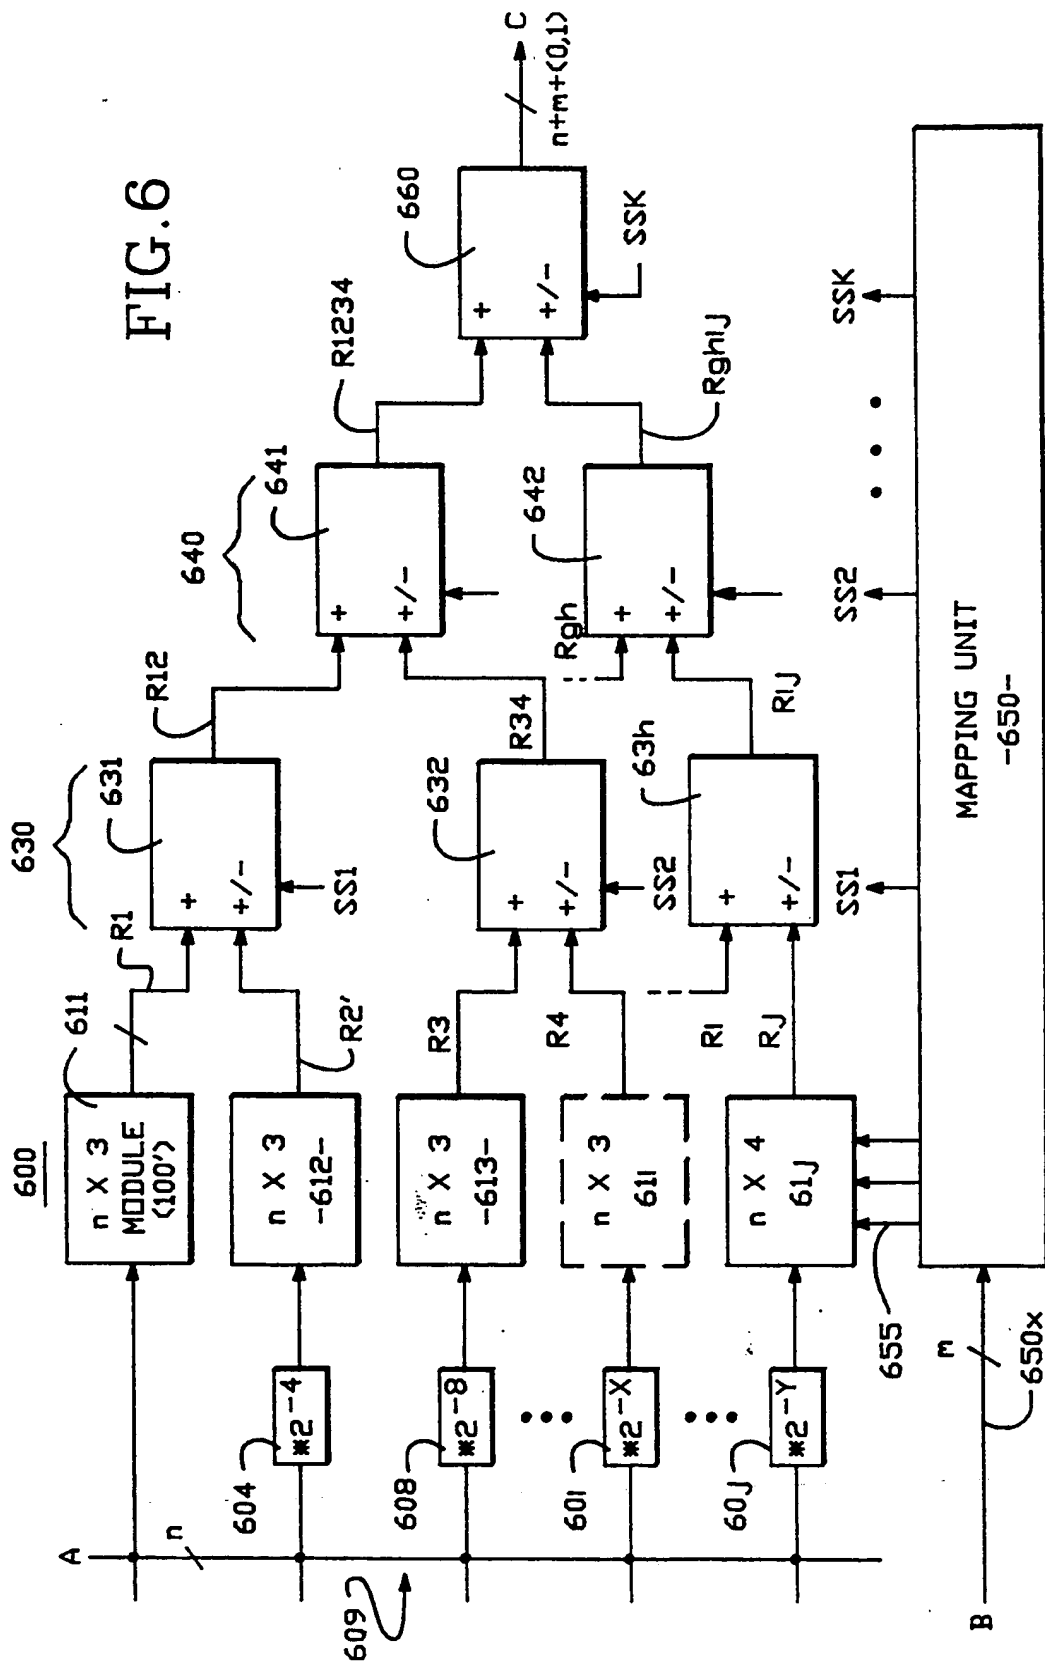 FIG.6
600
611
n X 3
MODULE
(100')
R1
630
631
+
+/-
SS1
R12
640
641
+
+/-
R1234
660
+
+/-
SSK
C
n+m+(0,1)
A
n
609
604
*2^-4
n X 3
-612-
R2'
608
*2^-8
n X 3
-613-
R3
R4
632
+
+/-
SS2
R34
Rgh
642
+
+/-
RghiJ
60i
*2^-X
n X 3
61i
Ri
RJ
63h
+
+/-
RiJ
60J
*2^-Y
n X 4
61J
655
SS1
SS2
SSK
B
m
650x
MAPPING UNIT
-650-